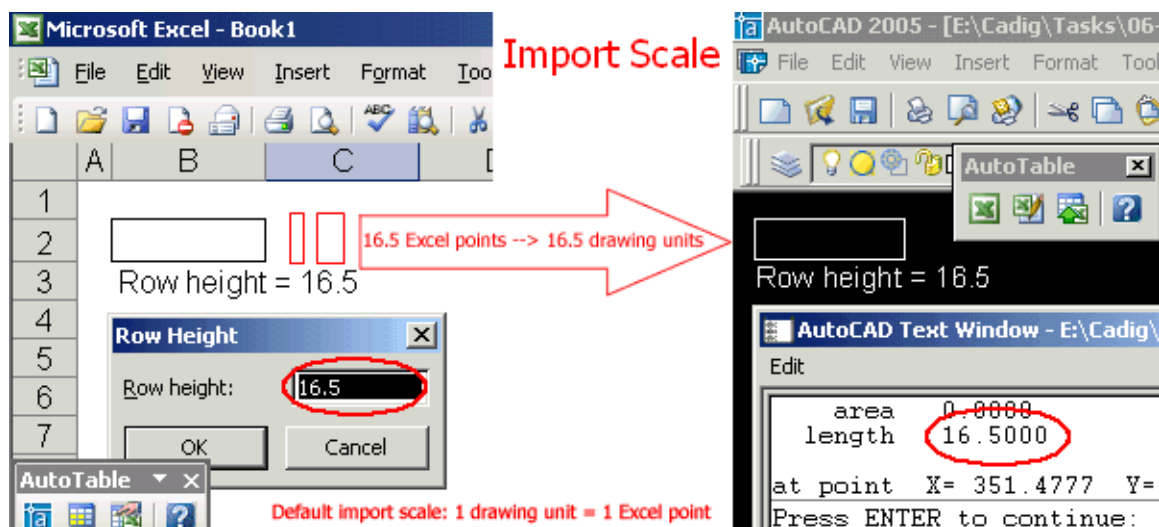 Microsoft Excel - Book1
File Edit View Insert Format Too
ABC
A B C
1
2
3
4
5
6
7
Row height = 16.5
Row Height
Row height:
16.5
OK Cancel
AutoTable
Import Scale
16.5 Excel points --> 16.5 drawing units
Default import scale: 1 drawing unit = 1 Excel point
AutoCAD 2005 - [E:\Cadig\Tasks\06-
File Edit View Insert Format Tool
AutoTable
Row height = 16.5
AutoCAD Text Window - E:\Cadig\
Edit
area 0.0000
length 16.5000
at point X= 351.4777 Y=
Press ENTER to continue: